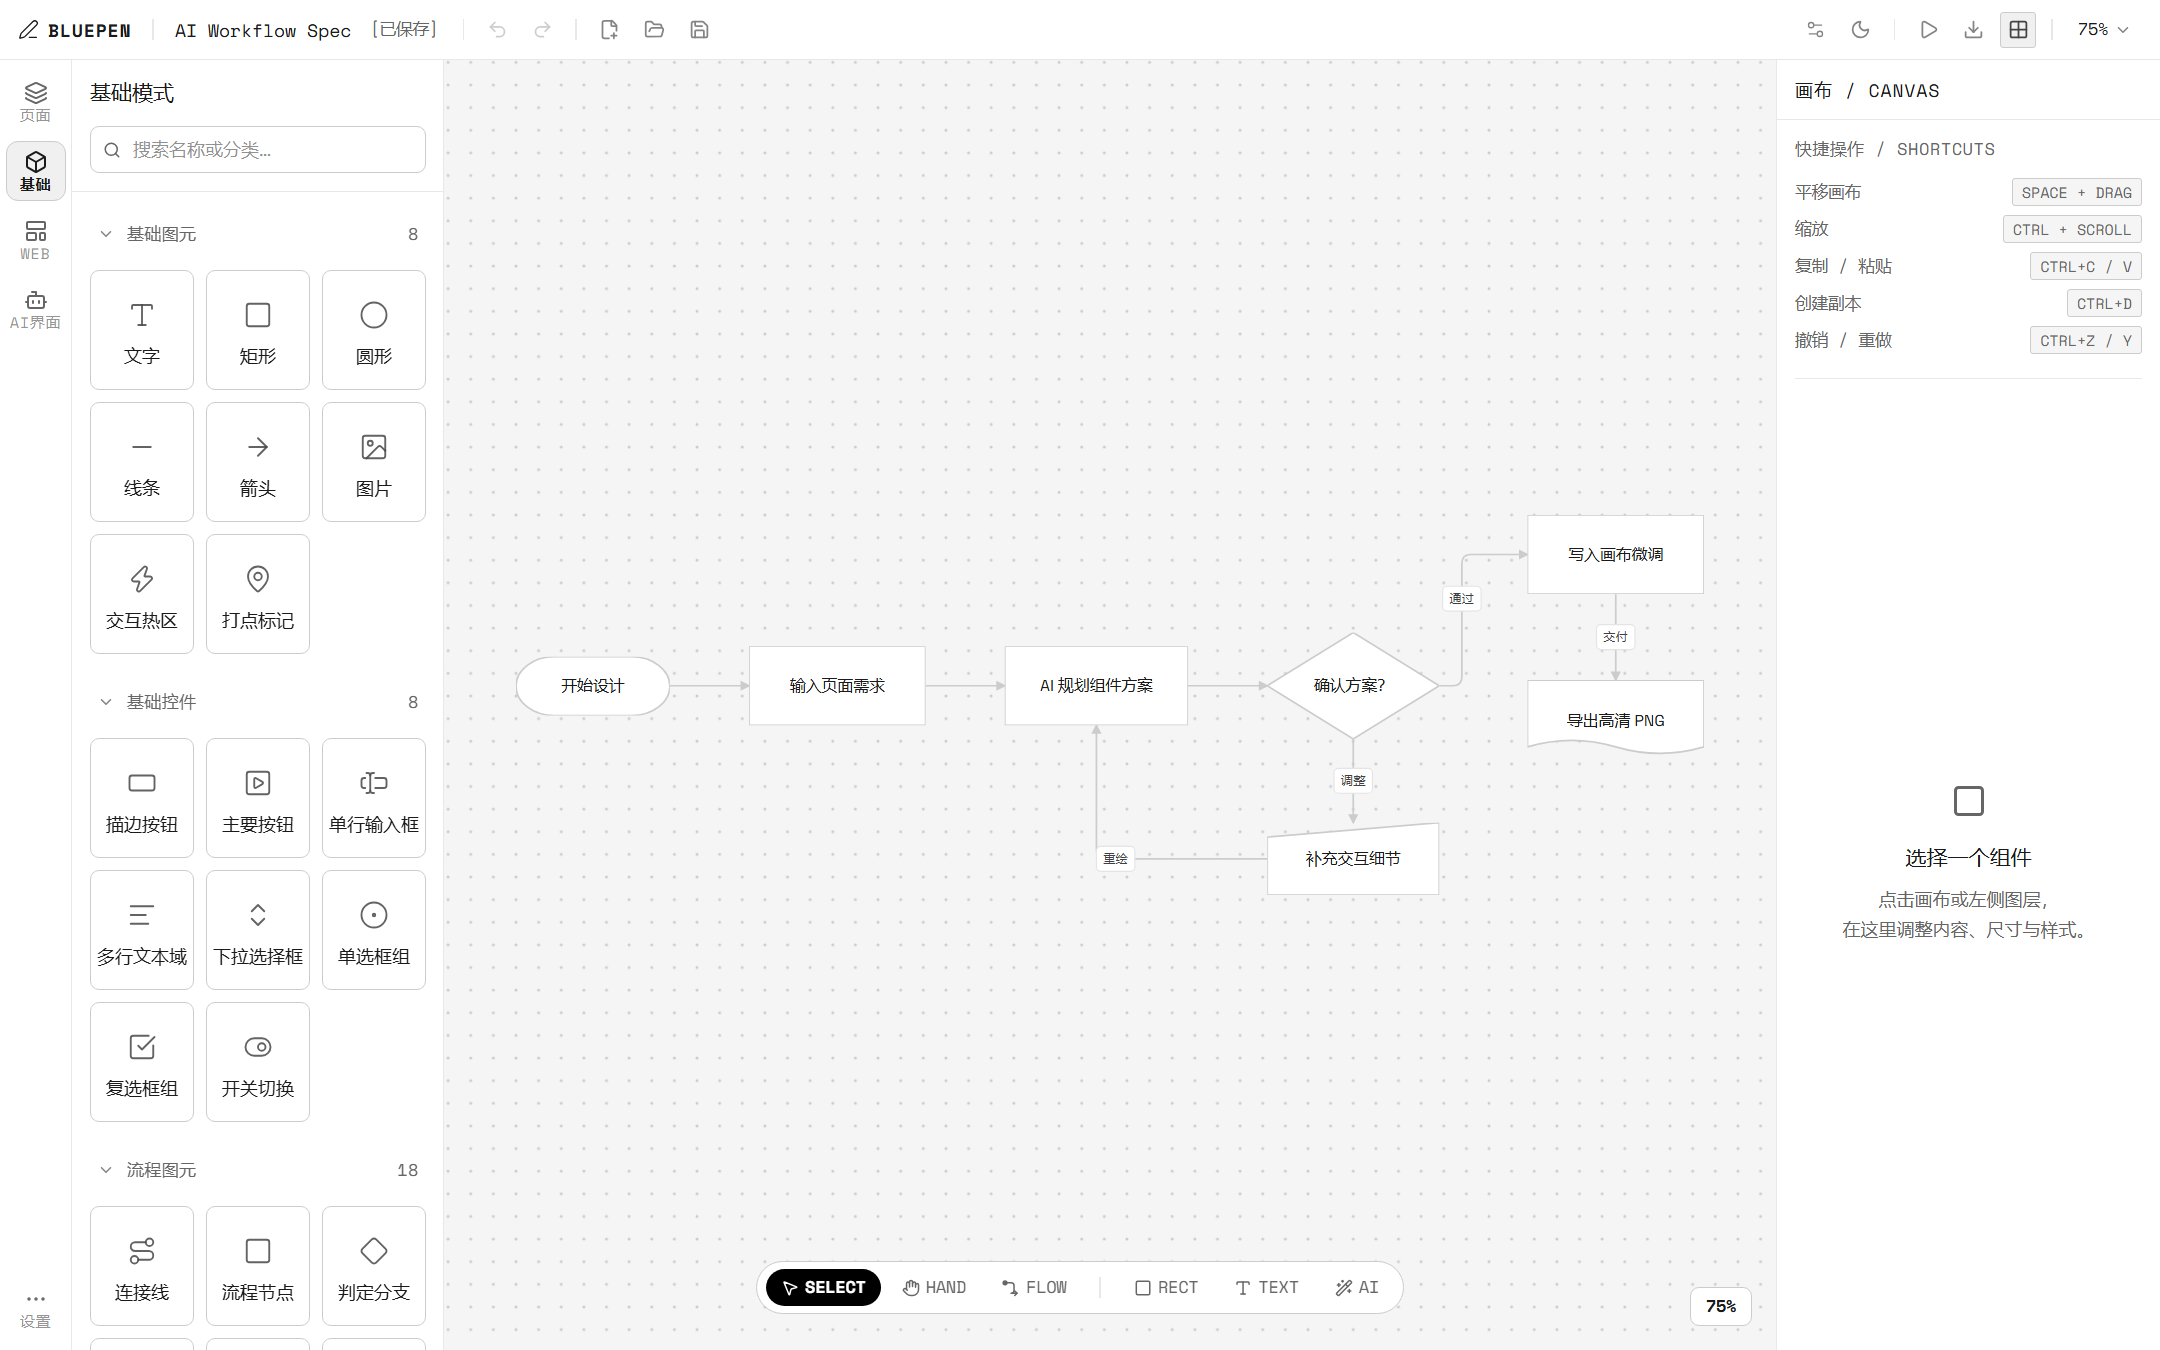 BLUEPEN
AI Workflow Spec
[已保存]
75%
页面
基础
WEB
AI界面
设置
基础模式
搜索名称或分类...
基础图元 8
文字
矩形
圆形
线条
箭头
图片
交互热区
打点标记
基础控件 8
描边按钮
主要按钮
单行输入框
多行文本域
下拉选择框
单选框组
复选框组
开关切换
流程图元 18
连接线
流程节点
判定分支
开始设计
输入页面需求
AI 规划组件方案
确认方案?
通过
写入画布微调
交付
导出高清 PNG
调整
补充交互细节
重绘
SELECT
HAND
FLOW
RECT
TEXT
AI
75%
画布 / CANVAS
快捷操作 / SHORTCUTS
平移画布 SPACE + DRAG
缩放 CTRL + SCROLL
复制 / 粘贴 CTRL+C / V
创建副本 CTRL+D
撤销 / 重做 CTRL+Z / Y
选择一个组件
点击画布或左侧图层，
在这里调整内容、尺寸与样式。